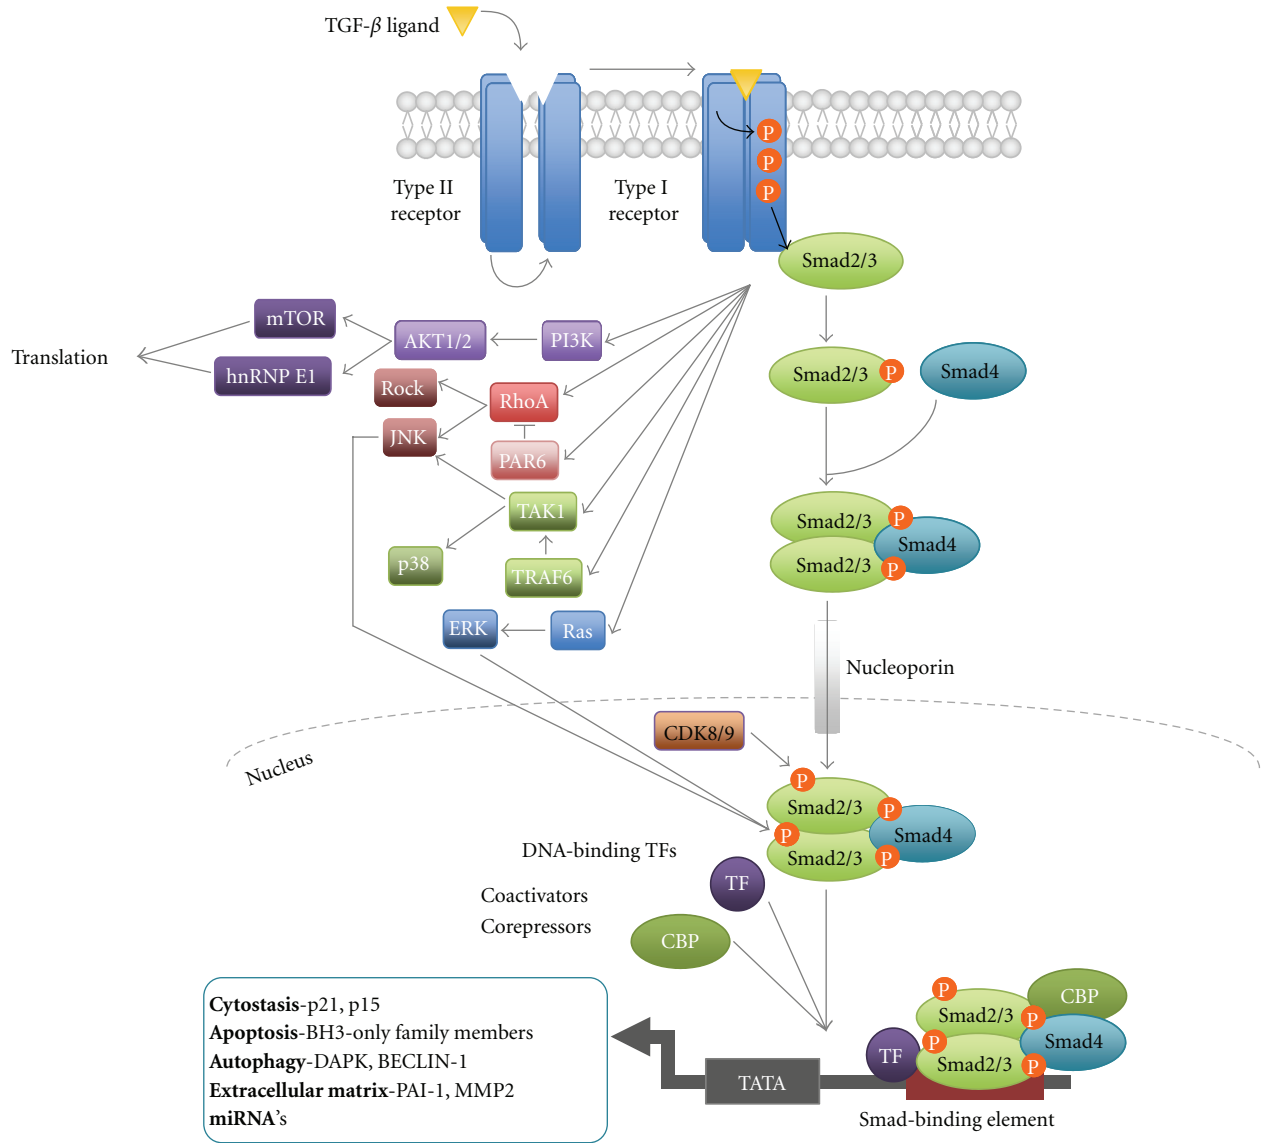 TGF-β ligand
P
P
P
Type II
receptor
Type I
receptor
Smad2/3
mTOR
AKT1/2
PI3K
Translation
hnRNP E1
Rock
RhoA
JNK
PAR6
Smad2/3
P
Smad4
TAK1
p38
TRAF6
ERK
Ras
Smad2/3
P
Smad4
Smad2/3
P
Nucleoporin
CDK8/9
Nucleus
P
Smad2/3
P
P
Smad4
Smad2/3
P
DNA-binding TFs
TF
Coactivators
Corepressors
CBP
Cytostasis-p21, p15
Apoptosis-BH3-only family members
Autophagy-DAPK, BECLIN-1
Extracellular matrix-PAI-1, MMP2
miRNA's
TATA
P
CBP
Smad2/3
P
P
Smad4
TF
Smad2/3
P
Smad-binding element